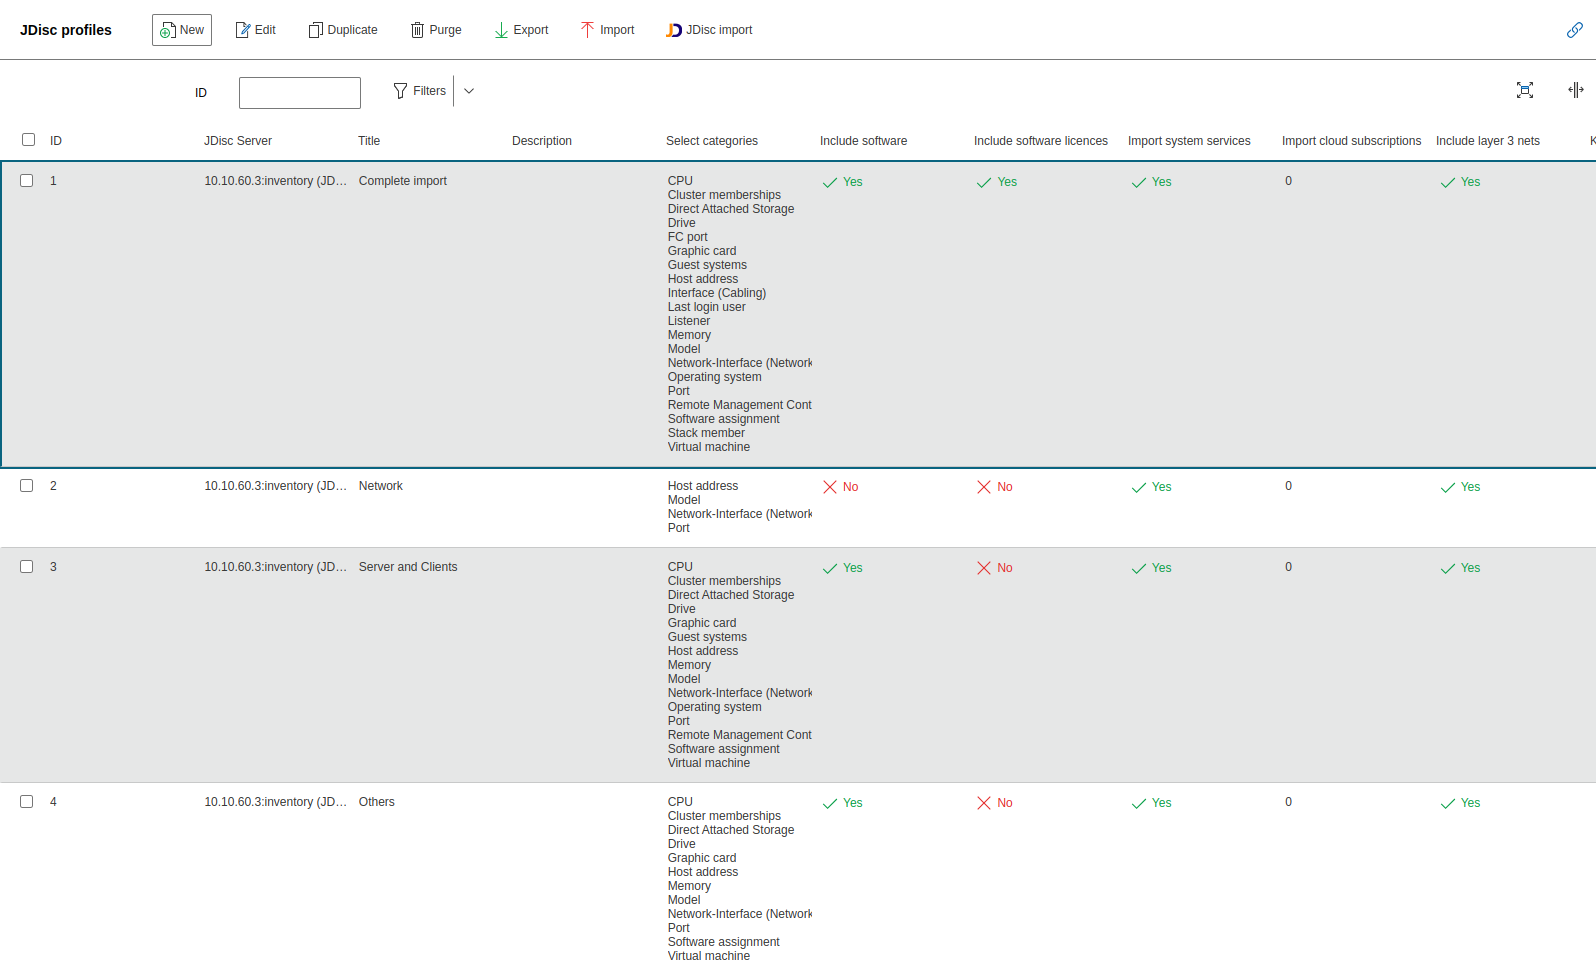 JDisc profiles New Edit Duplicate Purge Export Import JDisc import
ID Filters
ID JDisc Server Title Description Select categories Include software Include software licences Import system services Import cloud subscriptions Include layer 3 nets K
1 10.10.60.3:inventory (JD... Complete import CPU Yes Yes Yes 0 Yes
Cluster memberships
Direct Attached Storage
Drive
FC port
Graphic card
Guest systems
Host address
Interface (Cabling)
Last login user
Listener
Memory
Model
Network-Interface (Network
Operating system
Port
Remote Management Cont
Software assignment
Stack member
Virtual machine
2 10.10.60.3:inventory (JD... Network Host address No No Yes 0 Yes
Model
Network-Interface (Network
Port
3 10.10.60.3:inventory (JD... Server and Clients CPU Yes No Yes 0 Yes
Cluster memberships
Direct Attached Storage
Drive
Graphic card
Guest systems
Host address
Memory
Model
Network-Interface (Network
Operating system
Port
Remote Management Cont
Software assignment
Virtual machine
4 10.10.60.3:inventory (JD... Others CPU Yes No Yes 0 Yes
Cluster memberships
Direct Attached Storage
Drive
Graphic card
Host address
Memory
Model
Network-Interface (Network
Port
Software assignment
Virtual machine